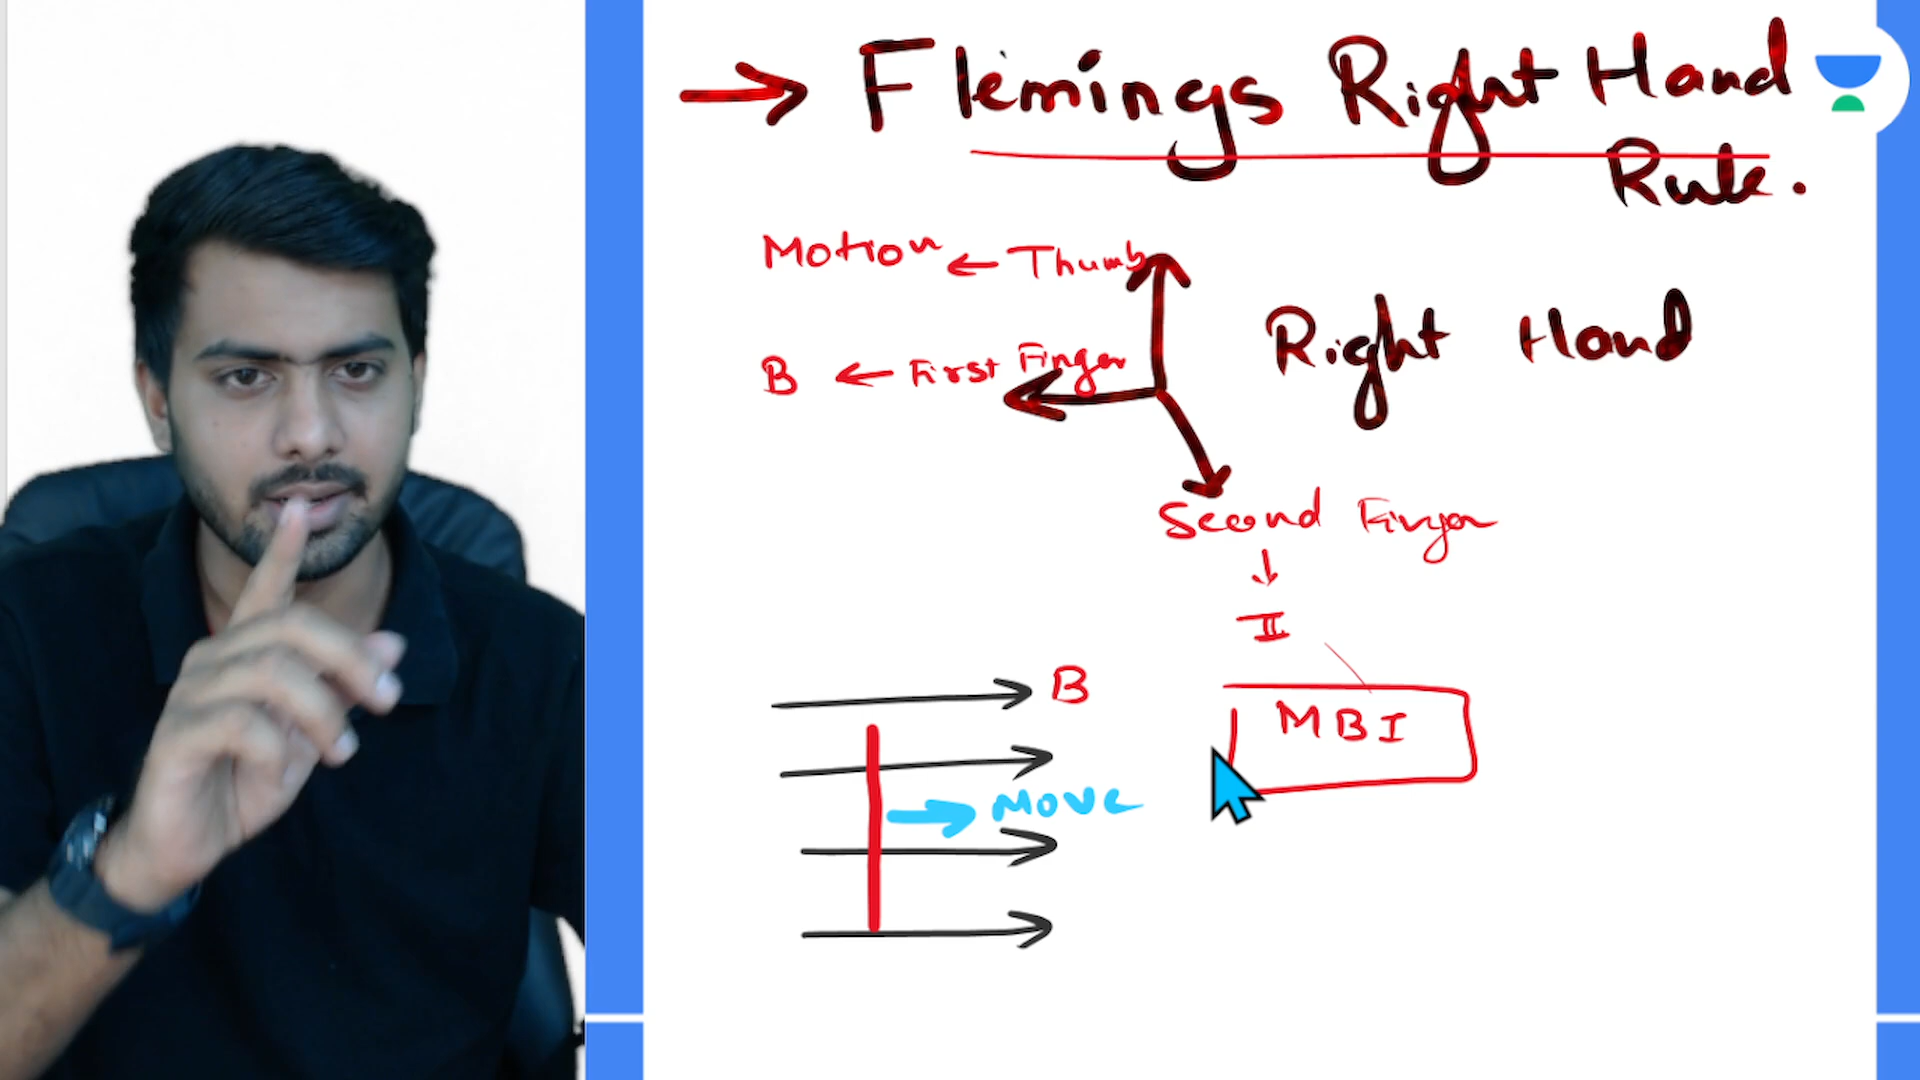 → Flemings Right Hand
Rule.
Motion ← Thumb
Right Hand
B ← First Finger
Second Finger
↓
I
B
MBI
→ Move